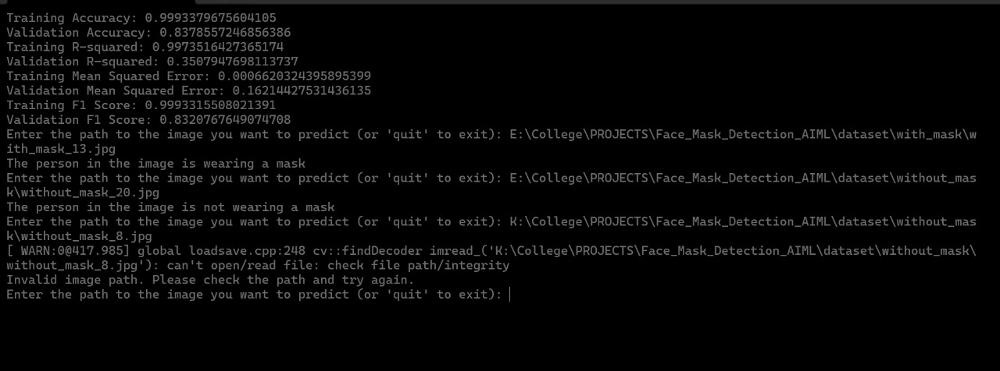 Training Accuracy: 0.9993379675604105
Validation Accuracy: 0.8378557246856386
Training R-squared: 0.9973516427365174
Validation R-squared: 0.3507947698113737
Training Mean Squared Error: 0.0006620324395895399
Validation Mean Squared Error: 0.16214427531436135
Training F1 Score: 0.9993315508021391
Validation F1 Score: 0.8320767649074708
Enter the path to the image you want to predict (or 'quit' to exit): E:\College\PROJECTS\Face_Mask_Detection_AIML\dataset\with_mask\w
ith_mask_13.jpg
The person in the image is wearing a mask
Enter the path to the image you want to predict (or 'quit' to exit): E:\College\PROJECTS\Face_Mask_Detection_AIML\dataset\without_mas
k\without_mask_20.jpg
The person in the image is not wearing a mask
Enter the path to the image you want to predict (or 'quit' to exit): K:\College\PROJECTS\Face_Mask_Detection_AIML\dataset\without_mas
k\without_mask_8.jpg
[ WARN:0@417.985] global loadsave.cpp:248 cv::findDecoder imread_('K:\College\PROJECTS\Face_Mask_Detection_AIML\dataset\without_mask\
without_mask_8.jpg'): can't open/read file: check file path/integrity
Invalid image path. Please check the path and try again.
Enter the path to the image you want to predict (or 'quit' to exit):